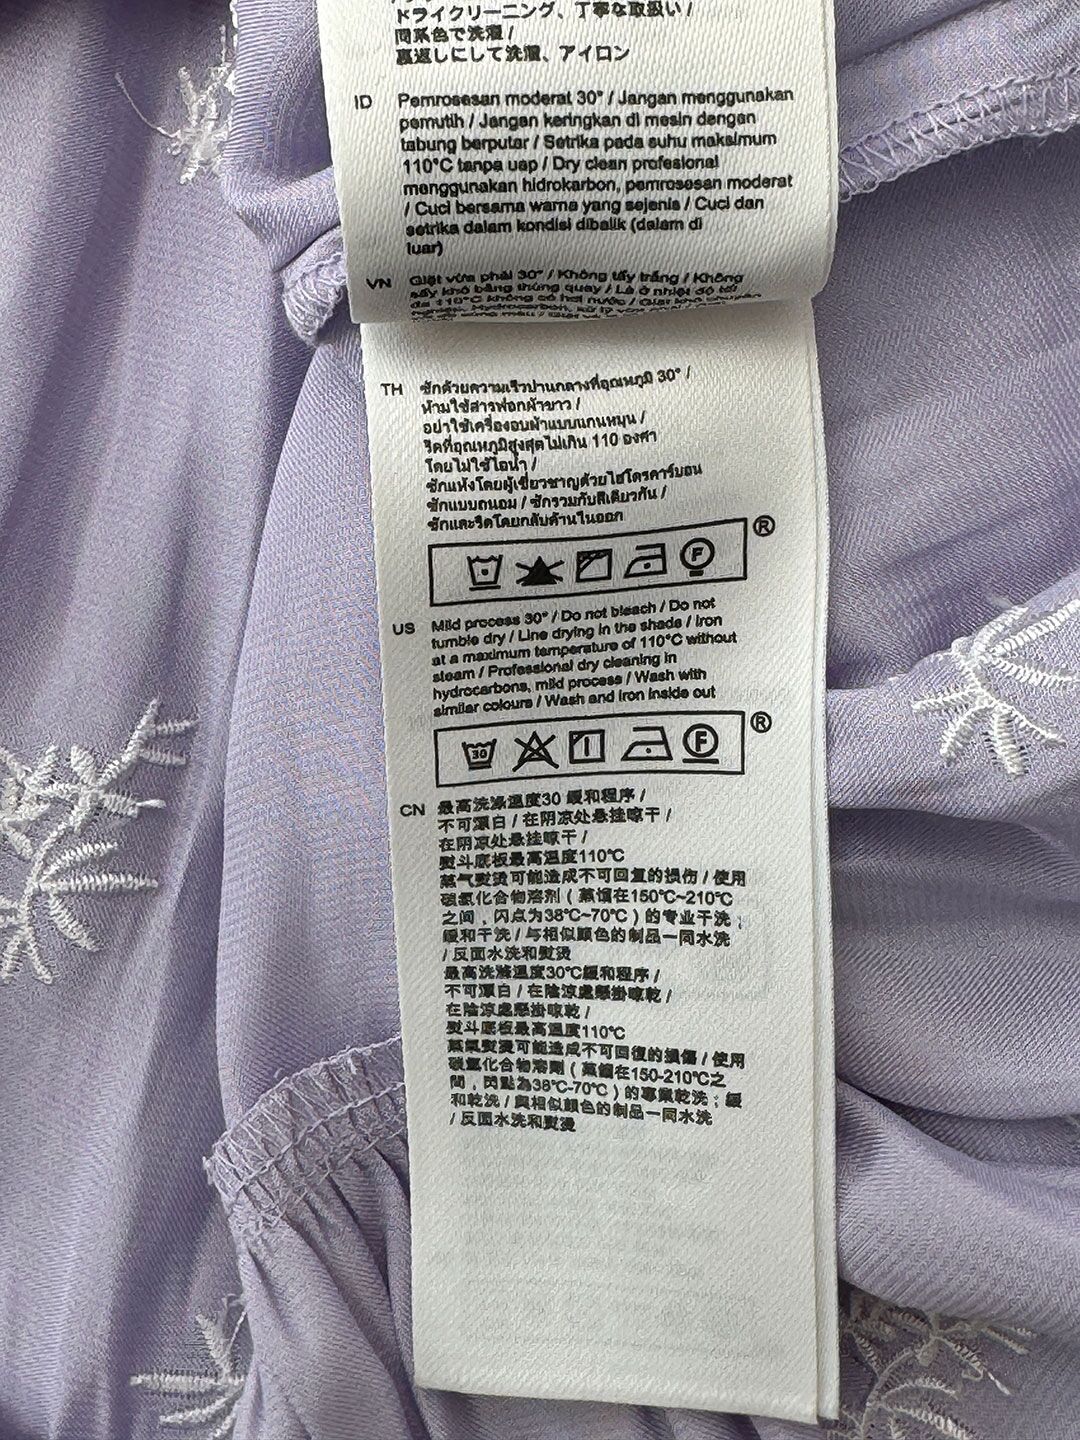 ドライクリーニング、丁寧な取扱い /
同系色で洗濯 /
裏返しにして洗濯、アイロン
ID Pemrosesan moderat 30° / Jangan menggunakan
pemutih / Jangan keringkan di mesin dengan
tabung berputar / Setrika pada suhu maksimum
110°C tanpa uap / Dry clean profesional
menggunakan hidrokarbon, pemrosesan moderat
/ Cuci bersama warna yang sejenis / Cuci dan
setrika dalam kondisi dibalik (dalam di
luar)
VN Giặt vừa phải 30° / Không tẩy trắng / Không
sấy khô bằng thùng quay / Là ở nhiệt độ tối
đa 110°C không có hơi nước / Giặt khô chuyên
TH ซักด้วยความเร็วปานกลางที่อุณหภูมิ 30° /
ห้ามใช้สารฟอกผ้าขาว /
อย่าใช้เครื่องอบผ้าแบบแกนหมุน /
รีดที่อุณหภูมิสูงสุดไม่เกิน 110 องศา
โดยไม่ใช้ไอน้ำ /
ซักแห้งโดยผู้เชี่ยวชาญด้วยไฮโดรคาร์บอน
ซักแบบถนอม / ซักรวมกับสีเดียวกัน /
ซักและรีดโดยกลับด้านในออก
F ®
US Mild process 30° / Do not bleach / Do not
tumble dry / Line drying in the shade / Iron
at a maximum temperature of 110°C without
steam / Professional dry cleaning in
hydrocarbons, mild process / Wash with
similar colours / Wash and iron inside out
30 F ®
CN 最高洗涤温度30 缓和程序 /
不可漂白 / 在阴凉处悬挂晾干 /
在阴凉处悬挂晾干 /
熨斗底板最高温度110℃
蒸气熨烫可能造成不可回复的损伤 / 使用
碳氢化合物溶剂 ( 蒸馏在150℃~210℃
之间 , 闪点为38℃~70℃ ) 的专业干洗 ;
缓和干洗 / 与相似颜色的制品一同水洗
/ 反面水洗和熨烫
最高洗滌溫度30℃緩和程序 /
不可漂白 / 在陰涼處懸掛晾乾 /
在陰涼處懸掛晾乾 /
熨斗底板最高溫度110℃
蒸氣熨燙可能造成不可回復的損傷 / 使用
碳氫化合物溶劑 ( 蒸餾在150-210℃之
間 , 閃點為38℃-70℃ ) 的專業乾洗 ; 緩
和乾洗 / 與相似顏色的制品一同水洗
/ 反面水洗和熨燙